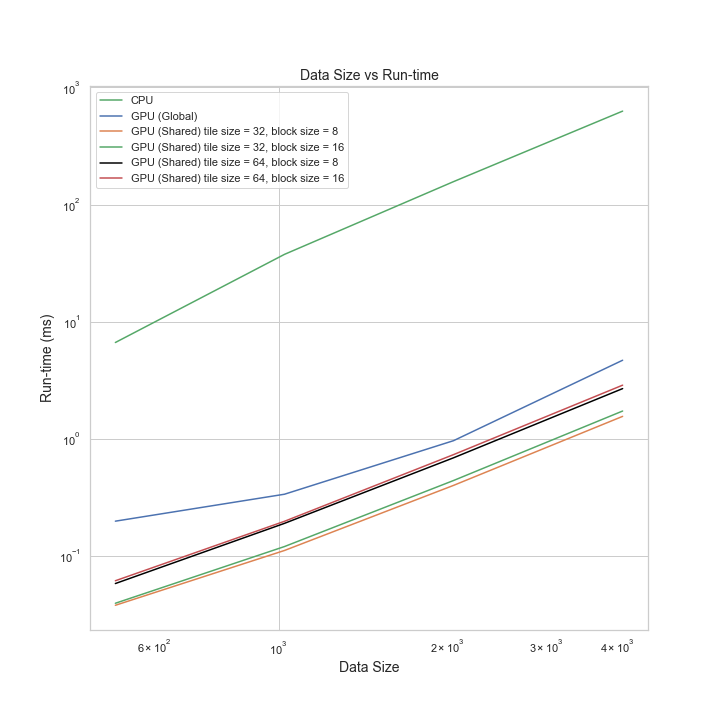 Data Size vs Run-time
CPU
GPU (Global)
GPU (Shared) tile size = 32, block size = 8
GPU (Shared) tile size = 32, block size = 16
GPU (Shared) tile size = 64, block size = 8
GPU (Shared) tile size = 64, block size = 16
10³
10²
10¹
10⁰
10⁻¹
Run-time (ms)
6 × 10² 10³ 2 × 10³ 3 × 10³ 4 × 10³
Data Size